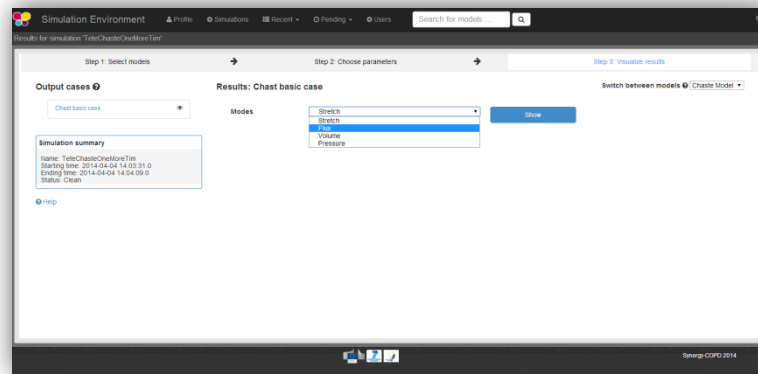 Simulation Environment Profile Simulations Recent Pending Users Search for models ...
Results for simulation 'TeteChasteOneMoreTim'
Step 1: Select models Step 2: Choose parameters Step 3: Visualize results
Output cases Results: Chast basic case Switch between models Chaste Model
Chast basic case Modes Stretch Show
Stretch
Flux
Volume
Pressure
Simulation summary
Name: TeteChasteOneMoreTim
Starting time: 2014-04-04 14:03:31.0
Ending time: 2014-04-04 14:04:09.0
Status: Clean
Help
Synergy-COPD 2014